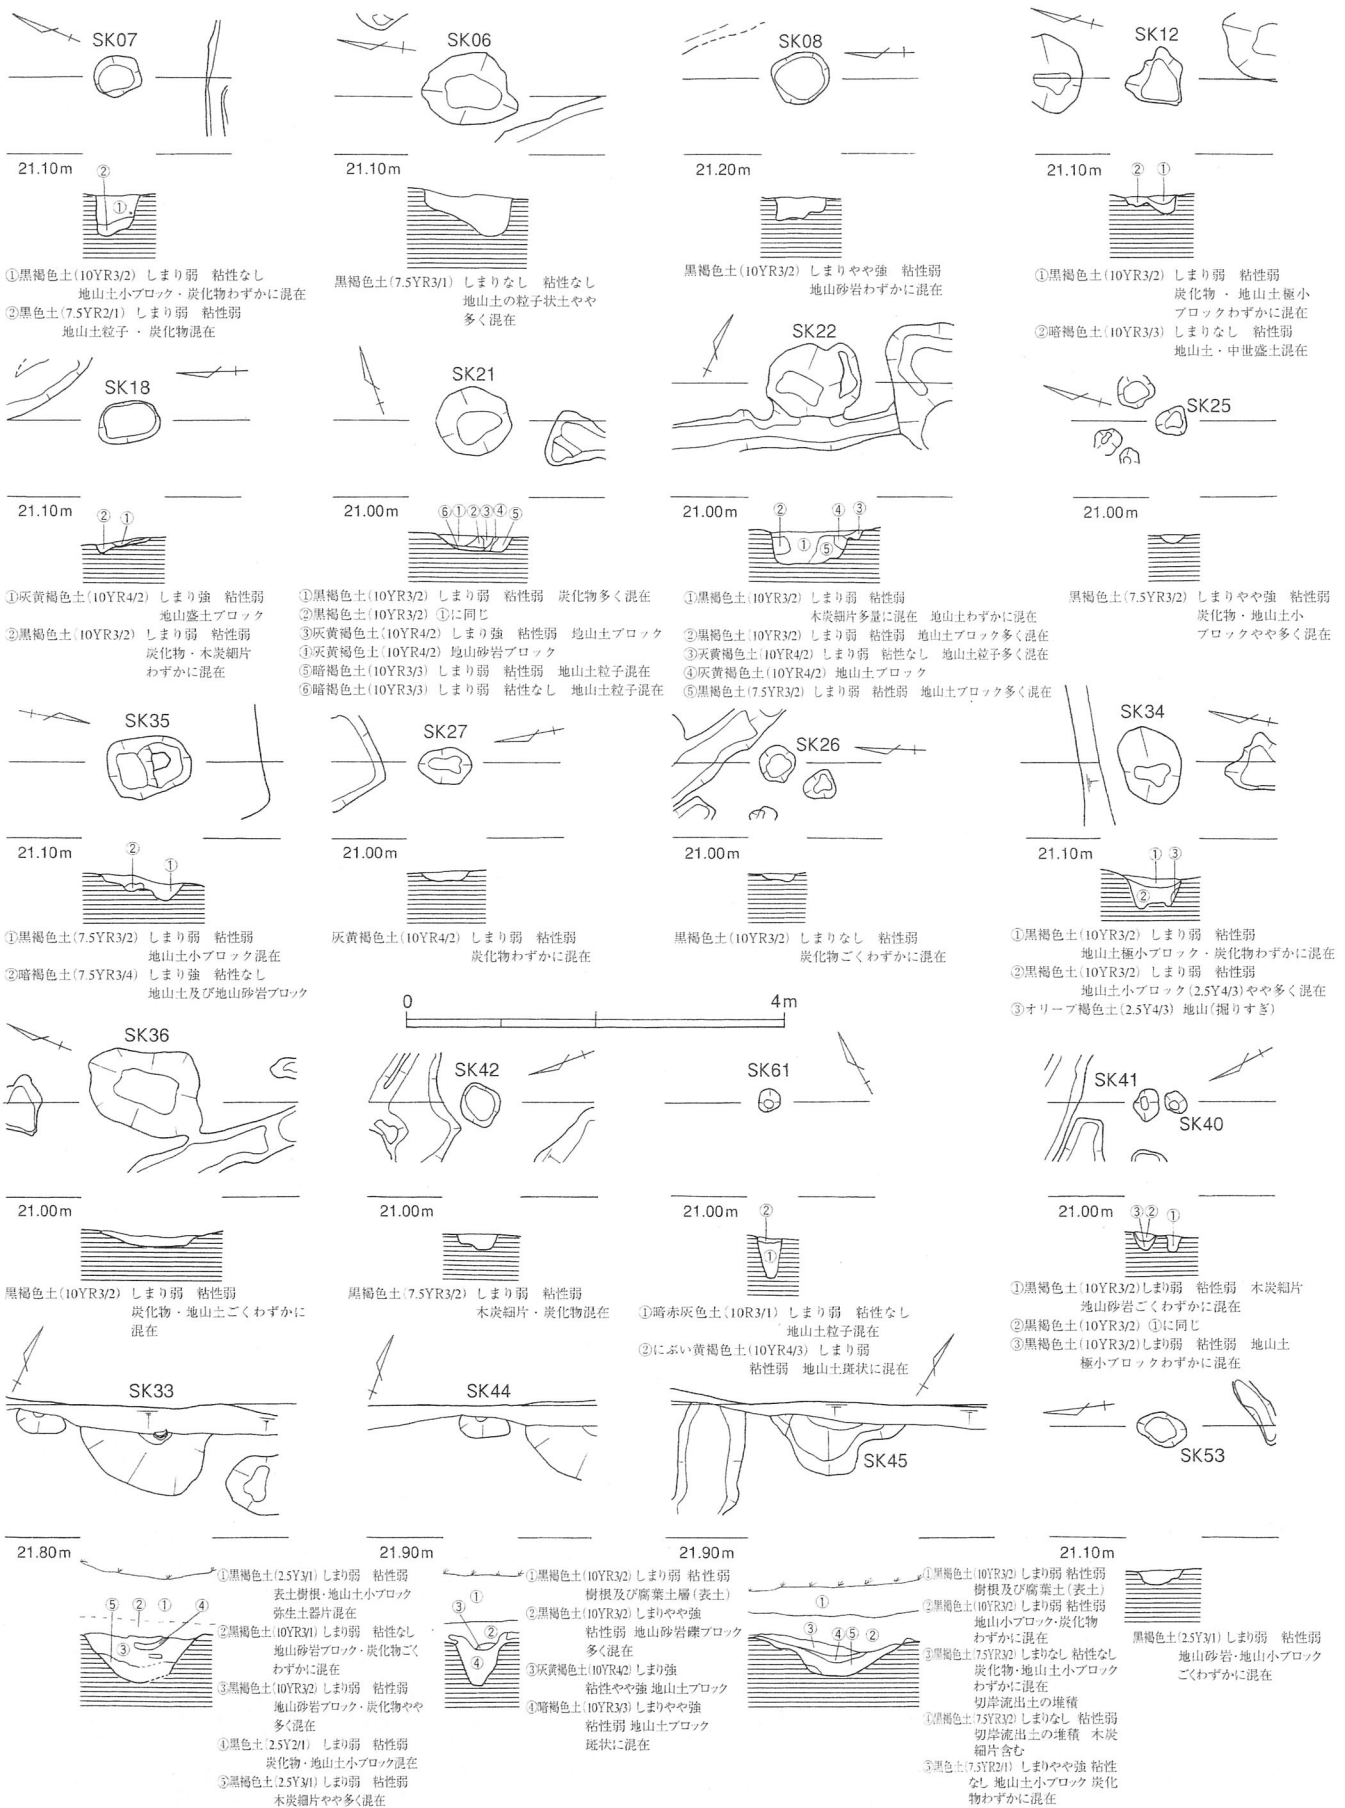 SK07
21.10m
②
①
①黒褐色土(10YR3/2) しまり弱 粘性なし
地山土小ブロック・炭化物わずかに混在
②黒色土(7.5YR2/1) しまり弱 粘性弱
地山土粒子・炭化物混在
SK06
21.10m
黒褐色土(7.5YR3/1) しまりなし 粘性なし
地山土の粒子状土やや
多く混在
SK08
21.20m
黒褐色土(10YR3/2) しまりやや強 粘性弱
地山砂岩わずかに混在
SK12
21.10m
② ①
①黒褐色土(10YR3/2) しまり弱 粘性弱
炭化物・地山土極小
ブロックわずかに混在
②暗褐色土(10YR3/3) しまりなし 粘性弱
地山土・中世盛土混在
SK18
21.10m
② ①
①灰黄褐色土(10YR4/2) しまり強 粘性弱
地山盛土ブロック
②黒褐色土(10YR3/2) しまり弱 粘性弱
炭化物・木炭細片
わずかに混在
SK21
21.00m
⑥①②③④⑤
①黒褐色土(10YR3/2) しまり弱 粘性弱 炭化物多く混在
②黒褐色土(10YR3/2) ①に同じ
③灰黄褐色土(10YR4/2) しまり強 粘性弱 地山土ブロック
④灰黄褐色土(10YR4/2) 地山砂岩ブロック
⑤暗褐色土(10YR3/3) しまり弱 粘性弱 地山土粒子混在
⑥暗褐色土(10YR3/3) しまり弱 粘性なし 地山土粒子混在
SK22
21.00m
② ④ ③
① ⑤
①黒褐色土(10YR3/2) しまり弱 粘性弱
木炭細片多量に混在 地山土わずかに混在
②黒褐色土(10YR3/2) しまり弱 粘性弱 地山土ブロック多く混在
③灰黄褐色土(10YR4/2) しまり弱 粘性なし 地山土粒子多く混在
④灰黄褐色土(10YR4/2) 地山土ブロック
⑤黒褐色土(7.5YR3/2) しまり弱 粘性弱 地山土ブロック多く混在
SK25
21.00m
黒褐色土(7.5YR3/2) しまりやや強 粘性弱
炭化物・地山土小
ブロックやや多く混在
SK35
21.10m
② ①
①黒褐色土(7.5YR3/2) しまり弱 粘性弱
地山土小ブロック混在
②暗褐色土(7.5YR3/4) しまり強 粘性なし
地山土及び地山砂岩ブロック
SK27
21.00m
灰黄褐色土(10YR4/2) しまり弱 粘性弱
炭化物わずかに混在
SK26
21.00m
黒褐色土(10YR3/2) しまりなし 粘性弱
炭化物ごくわずかに混在
SK34
21.10m
① ③
②
①黒褐色土(10YR3/2) しまり弱 粘性弱
地山土極小ブロック・炭化物わずかに混在
②黒褐色土(10YR3/2) しまり弱 粘性弱
地山土小ブロック(2.5Y4/3)やや多く混在
③オリーブ褐色土(2.5Y4/3) 地山(掘りすぎ)
0 4m
SK36
21.00m
黒褐色土(10YR3/2) しまり弱 粘性弱
炭化物・地山土ごくわずかに
混在
SK42
21.00m
黒褐色土(7.5YR3/2) しまり弱 粘性弱
木炭細片・炭化物混在
SK61
21.00m
②
①
①暗赤灰色土(10R3/1) しまり弱 粘性なし
地山土粒子混在
②にぶい黄褐色土(10YR4/3) しまり弱
粘性弱 地山土斑状に混在
SK41
SK40
21.00m
③② ①
①黒褐色土(10YR3/2)しまり弱 粘性弱 木炭細片
地山砂岩ごくわずかに混在
②黒褐色土(10YR3/2) ①に同じ
③黒褐色土(10YR3/2)しまり弱 粘性弱 地山土
極小ブロックわずかに混在
SK33
21.80m
⑤ ② ① ④
③
①黒褐色土(2.5Y3/1) しまり弱 粘性弱
表土樹根・地山土小ブロック
弥生土器片混在
②黒褐色土(10YR3/1) しまり弱 粘性なし
地山砂岩ブロック・炭化物ごく
わずかに混在
③黒褐色土(10YR3/2) しまり弱 粘性弱
地山砂岩ブロック・炭化物やや
多く混在
④黒色土(2.5Y2/1) しまり弱 粘性弱
炭化物・地山土小ブロック混在
⑤黒褐色土(2.5Y3/1) しまり弱 粘性弱
木炭細片やや多く混在
SK44
21.90m
①
③ ②
④
①黒褐色土(10YR3/2) しまり弱 粘性弱
樹根及び腐葉土層(表土)
②黒褐色土(10YR3/2) しまりやや強
粘性弱 地山砂岩礫ブロック
多く混在
③灰黄褐色土(10YR4/2) しまり強
粘性やや強 地山土ブロック
④暗褐色土(10YR3/3) しまりやや強
粘性弱 地山土ブロック
斑状に混在
SK45
21.90m
①
③ ④ ⑤ ②
①黒褐色土(10YR3/2) しまり弱 粘性弱
樹根及び腐葉土(表土)
②黒褐色土(10YR3/2) しまり弱 粘性弱
地山小ブロック・炭化物
わずかに混在
③黒褐色土(7.5YR3/2) しまりなし 粘性なし
炭化物・地山土小ブロック
わずかに混在
切岸流出土の堆積
④黒褐色土(7.5YR3/2) しまりなし 粘性弱
切岸流出土の堆積 木炭
細片含む
⑤黒色土(7.5YR2/1) しまりやや強 粘性
なし 地山土小ブロック 炭化
物わずかに混在
SK53
21.10m
黒褐色土(2.5Y3/1) しまり弱 粘性弱
地山砂岩・地山小ブロック
ごくわずかに混在